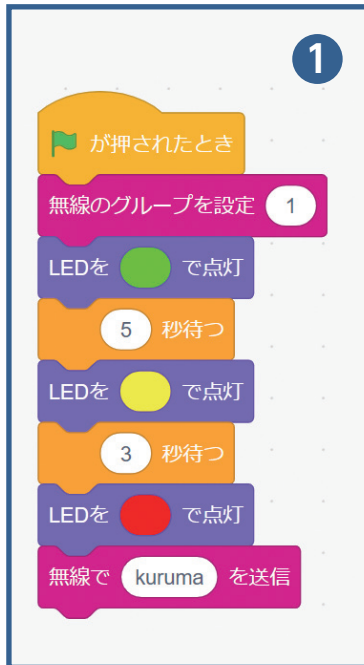 1
が押されたとき
無線のグループを設定 1
LEDを で点灯
5 秒待つ
LEDを で点灯
3 秒待つ
LEDを で点灯
無線で kuruma を送信